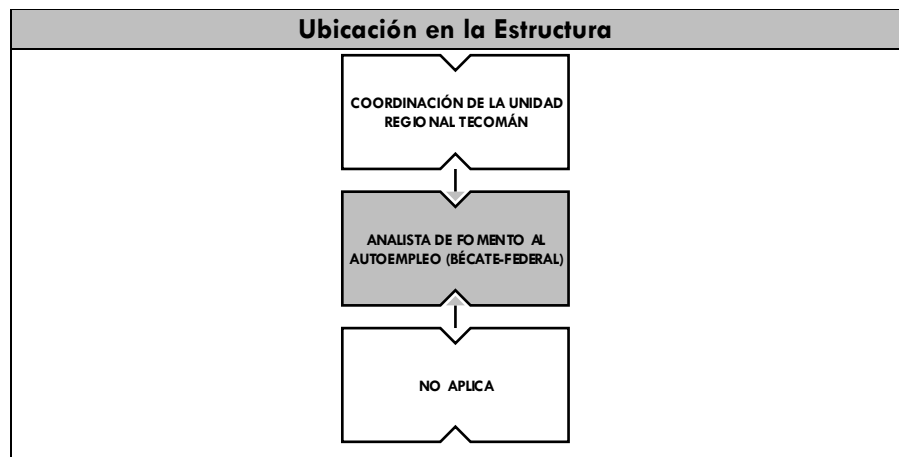 Ubicación en la Estructura
COORDINACIÓN DE LA UNIDAD
REGIONAL TECOMÁN
ANALISTA DE FOMENTO AL
AUTOEMPLEO (BÉCATE-FEDERAL)
NO APLICA